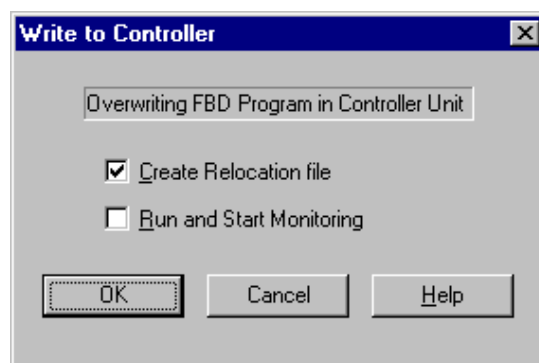 Write to Controller
Overwriting FBD Program in Controller Unit
Create Relocation file
Run and Start Monitoring
OK Cancel Help